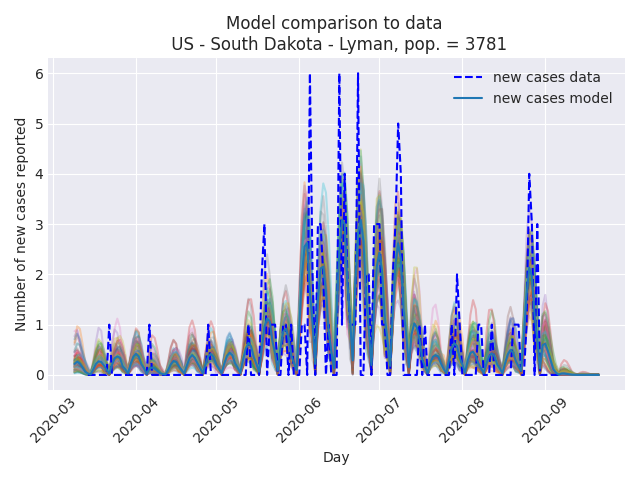 Model comparison to data
US - South Dakota - Lyman, pop. = 3781
new cases data
new cases model
Number of new cases reported
6
5
4
3
2
1
0
2020-03
2020-04
2020-05
2020-06
2020-07
2020-08
2020-09
Day